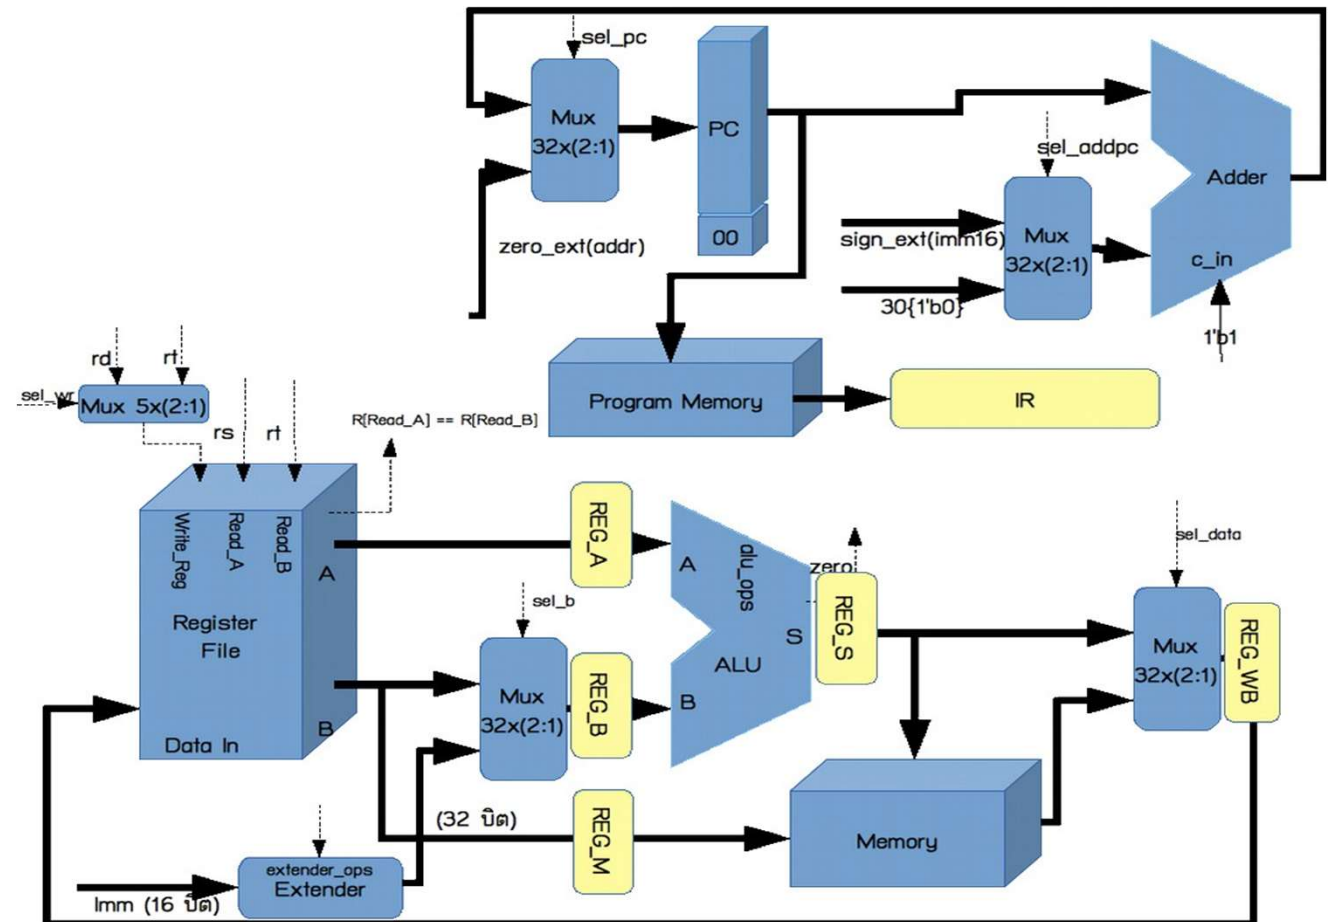 sel_pc
Mux
32x(2:1)
PC
00
zero_ext(addr)
sel_addpc
sign_ext(imm16)
Mux
32x(2:1)
30{1'b0}
Adder
c_in
1'b1
Program Memory
IR
rd
rt
sel_wr
Mux 5x(2:1)
rs
rt
R[Read_A] == R[Read_B]
Write_Reg
Read_A
Read_B
A
Register
File
B
Data In
REG_A
sel_b
Mux
32x(2:1)
REG_B
A
alu_ops
S
ALU
B
zero
REG_S
sel_data
Mux
32x(2:1)
REG_WB
(32 บิต)
REG_M
Memory
extender_ops
Extender
Imm (16 บิต)